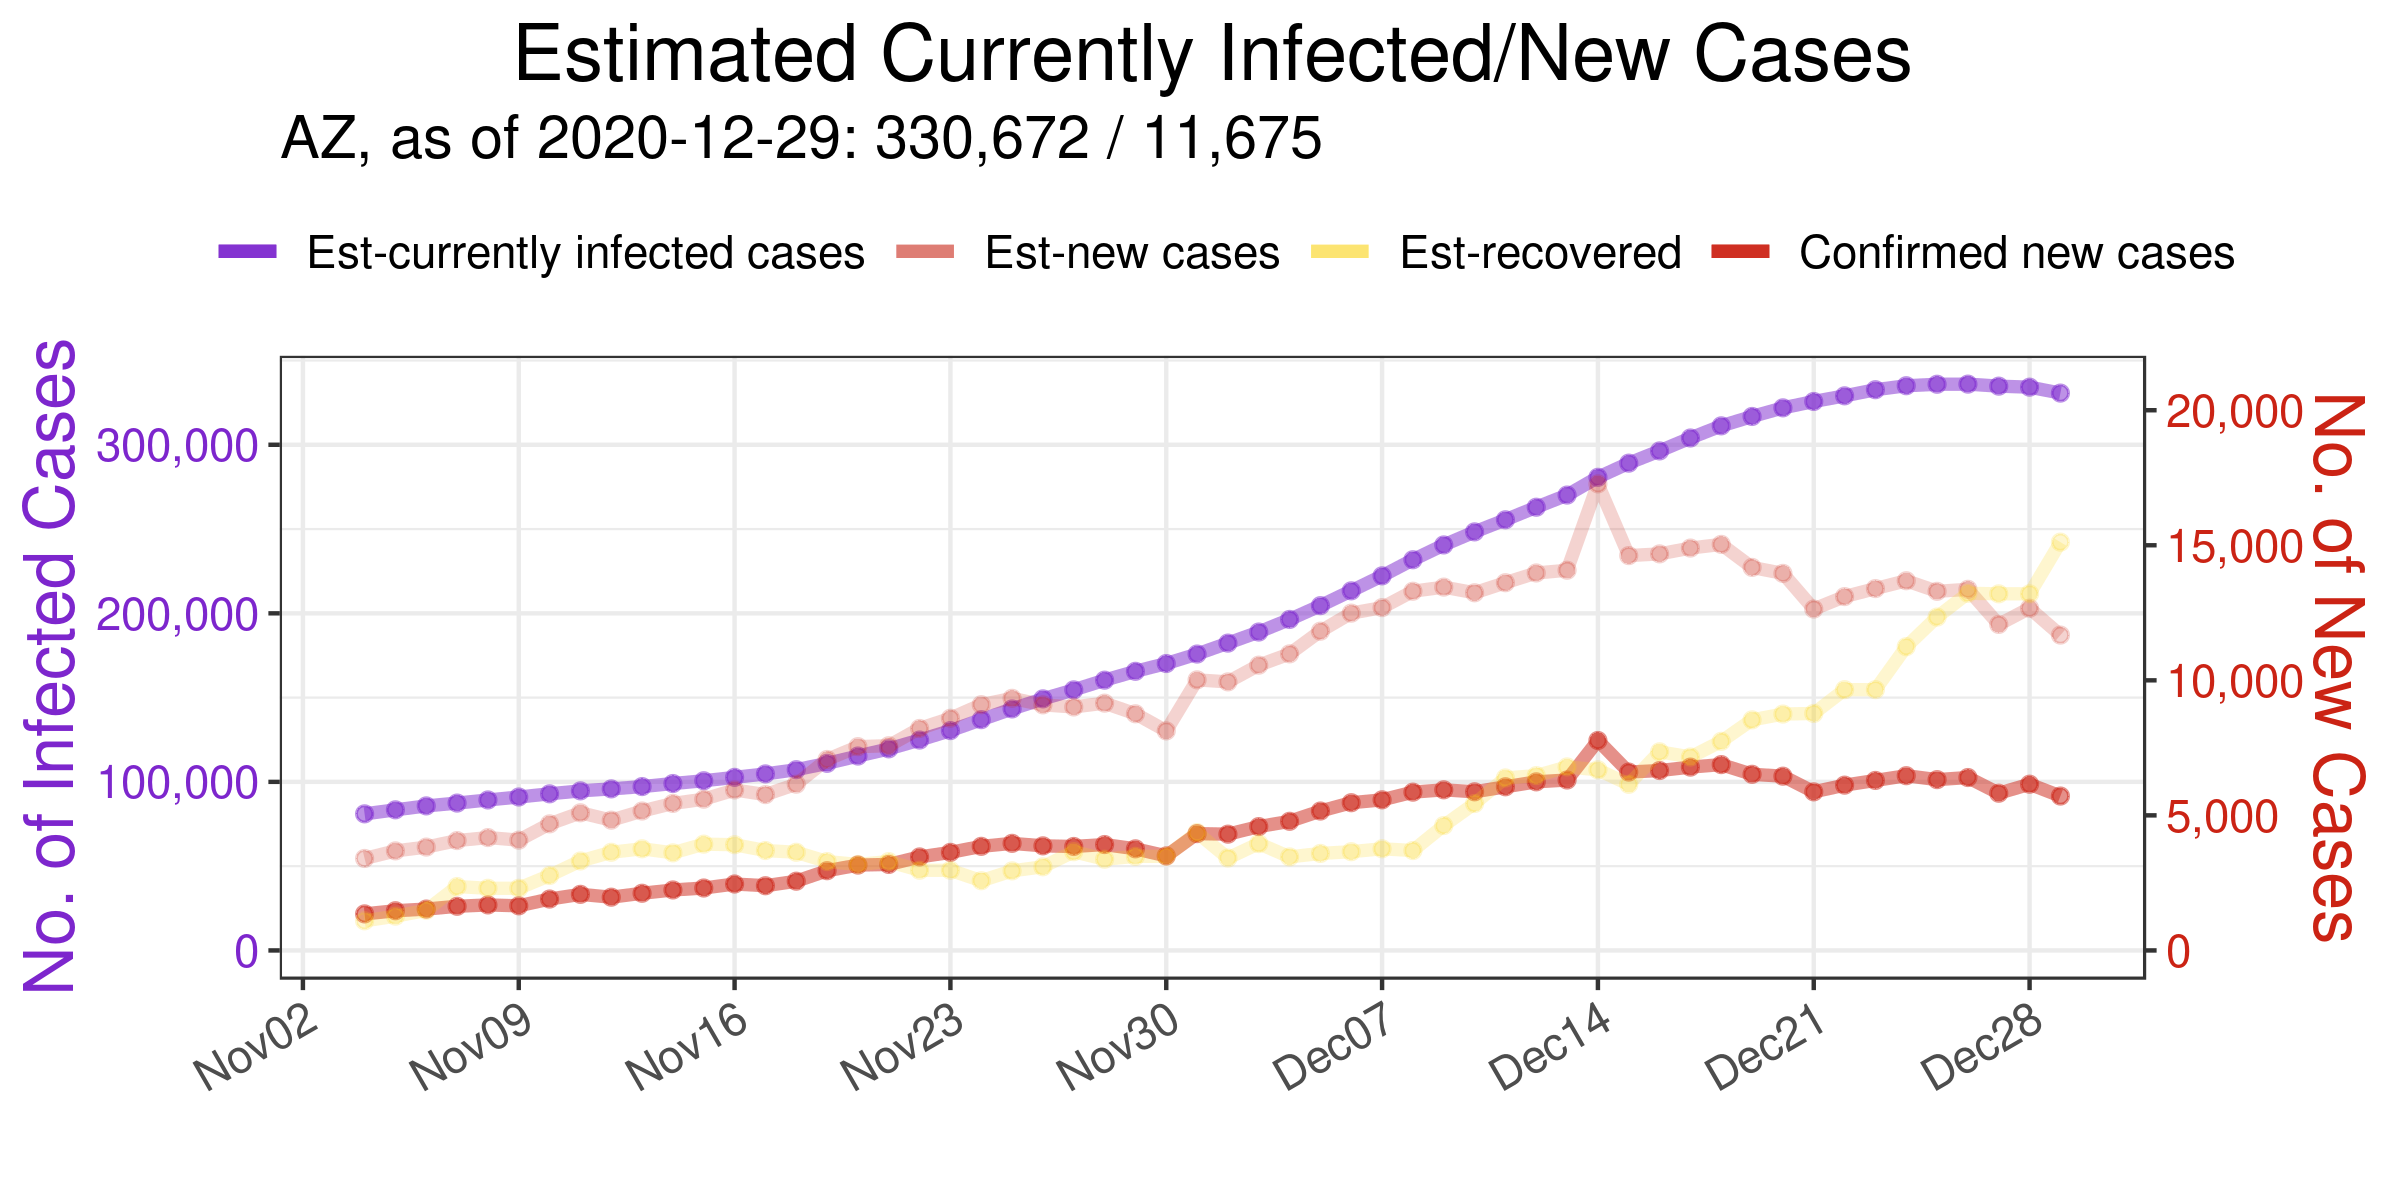 Estimated Currently Infected/New Cases
AZ, as of 2020-12-29: 330,672 / 11,675
Est-currently infected cases Est-new cases Est-recovered Confirmed new cases
No. of Infected Cases
300,000
200,000
100,000
0
20,000
15,000
10,000
5,000
0
No. of New Cases
Nov02 Nov09 Nov16 Nov23 Nov30 Dec07 Dec14 Dec21 Dec28